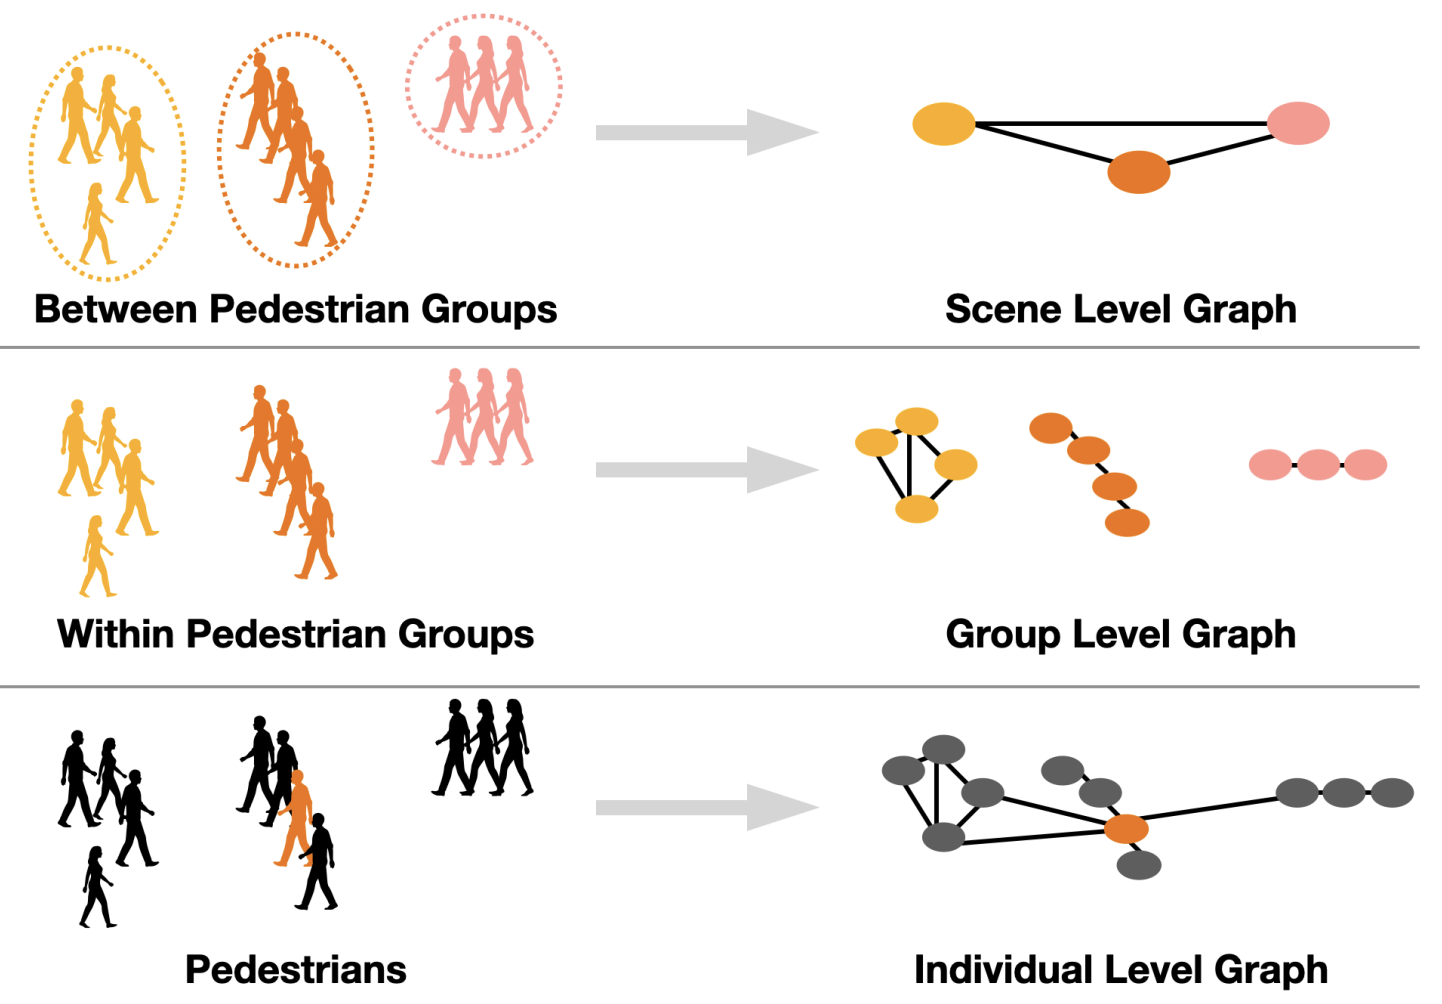 Between Pedestrian Groups
Scene Level Graph
Within Pedestrian Groups
Group Level Graph
Pedestrians
Individual Level Graph